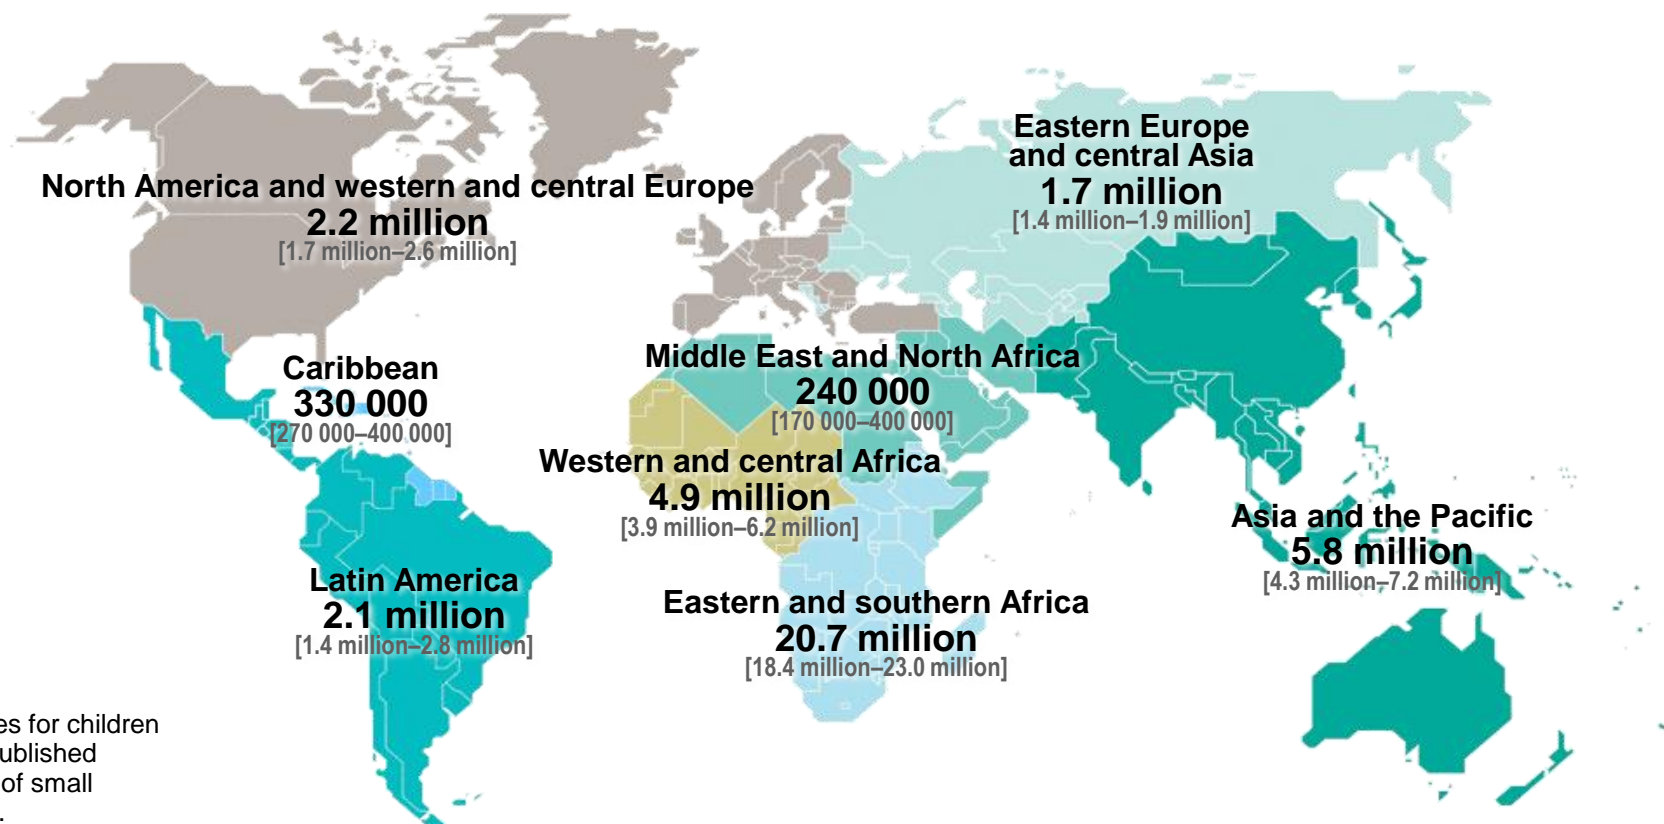 North America and western and central Europe
2.2 million
[1.7 million–2.6 million]
Eastern Europe
and central Asia
1.7 million
[1.4 million–1.9 million]
Caribbean
330 000
[270 000–400 000]
Middle East and North Africa
240 000
[170 000–400 000]
Western and central Africa
4.9 million
[3.9 million–6.2 million]
Asia and the Pacific
5.8 million
[4.3 million–7.2 million]
Latin America
2.1 million
[1.4 million–2.8 million]
Eastern and southern Africa
20.7 million
[18.4 million–23.0 million]
es for children
ublished
of small
.